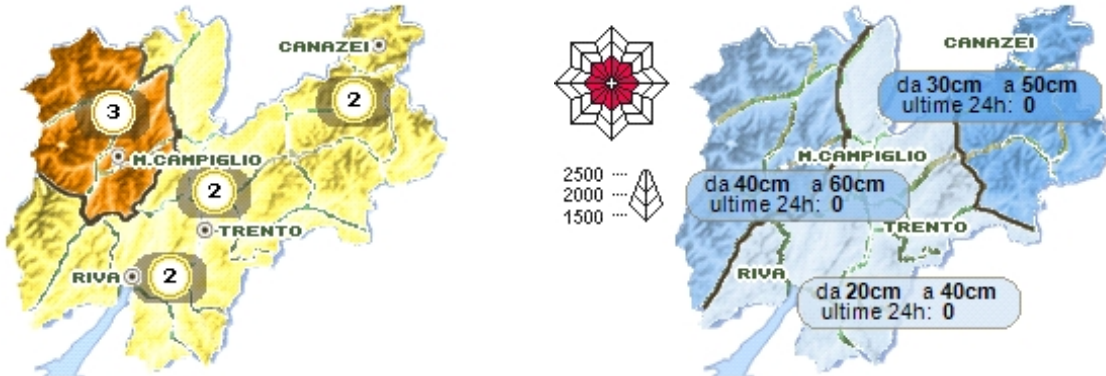 CANAZEI
3
2
M.CAMPIGLIO
2
TRENTO
RIVA
2
2500
2000
1500
CANAZEI
da 30cm a 50cm
ultime 24h: 0
M.CAMPIGLIO
da 40cm a 60cm
ultime 24h: 0
TRENTO
RIVA
da 20cm a 40cm
ultime 24h: 0